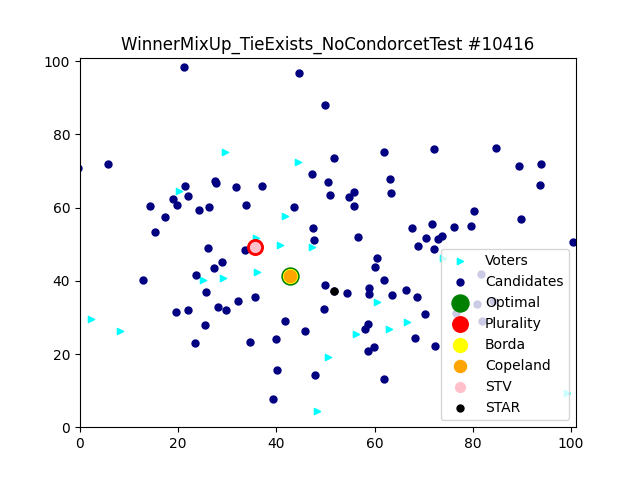 WinnerMixUp_TieExists_NoCondorcetTest #10416
100
80
60
40
20
0
0
20
40
60
80
100
Voters
Candidates
Optimal
Plurality
Borda
Copeland
STV
STAR